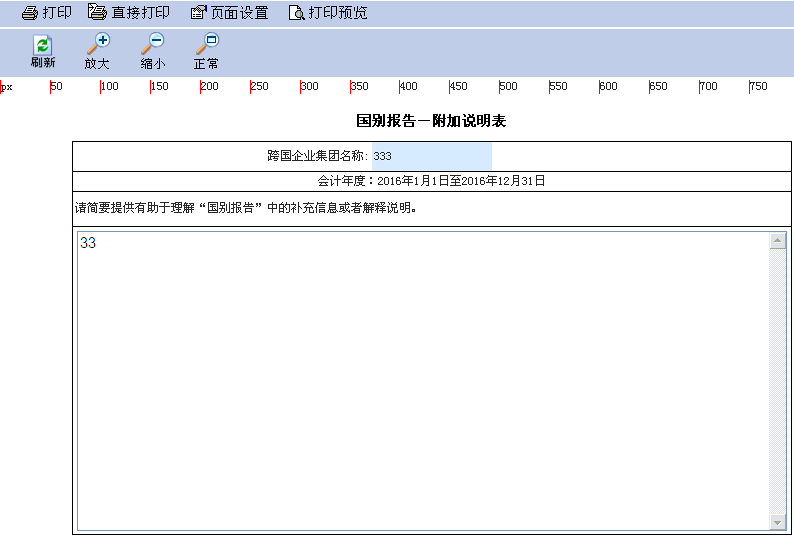 打印 直接打印 页面设置 打印预览
刷新 放大 缩小 正常
px 50 100 150 200 250 300 350 400 450 500 550 600 650 700 750
国别报告－附加说明表
跨国企业集团名称: 333
会计年度：2016年1月1日至2016年12月31日
请简要提供有助于理解“国别报告”中的补充信息或者解释说明。
33